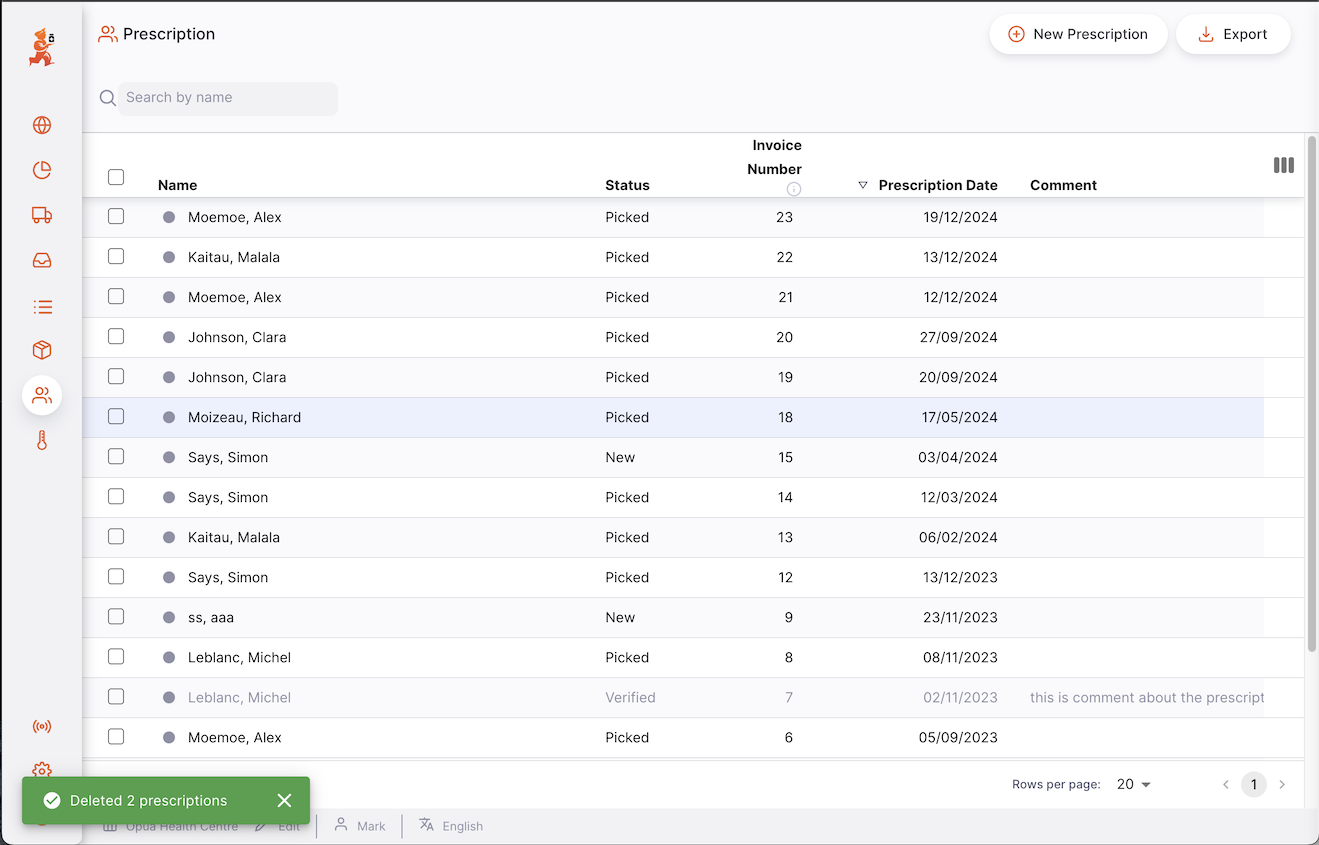 Prescription
New Prescription
Export
Search by name
Name Status Invoice Number Prescription Date Comment
Moemoe, Alex Picked 23 19/12/2024
Kaitau, Malala Picked 22 13/12/2024
Moemoe, Alex Picked 21 12/12/2024
Johnson, Clara Picked 20 27/09/2024
Johnson, Clara Picked 19 20/09/2024
Moizeau, Richard Picked 18 17/05/2024
Says, Simon New 15 03/04/2024
Says, Simon Picked 14 12/03/2024
Kaitau, Malala Picked 13 06/02/2024
Says, Simon Picked 12 13/12/2023
ss, aaa New 9 23/11/2023
Leblanc, Michel Picked 8 08/11/2023
Leblanc, Michel Verified 7 02/11/2023 this is comment about the prescript
Moemoe, Alex Picked 6 05/09/2023
Rows per page: 20 1
Deleted 2 prescriptions
Opua Health Centre Edit Mark English